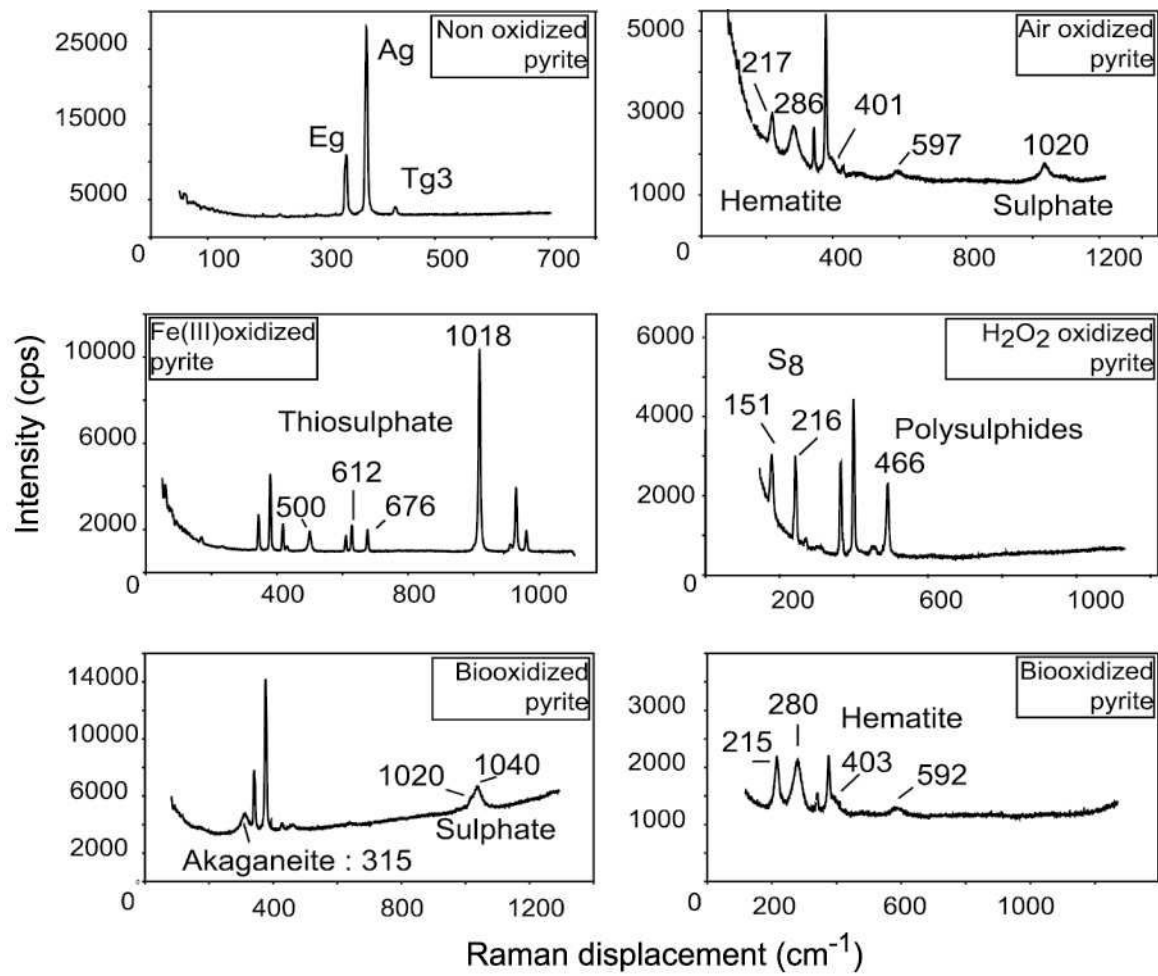 Non oxidized
pyrite
25000
15000
5000
0
Eg
Ag
Tg3
100
300
500
700
Air oxidized
pyrite
5000
3000
1000
0
217
286
401
597
1020
Hematite
Sulphate
400
800
1200
Fe(III)oxidized
pyrite
10000
6000
2000
0
1018
Thiosulphate
500
612
676
400
800
1000
H2O2 oxidized
pyrite
6000
4000
2000
0
S8
151
216
Polysulphides
466
200
600
1000
Biooxidized
pyrite
14000
10000
6000
2000
0
1020
1040
Sulphate
Akaganeite : 315
400
800
1200
Biooxidized
pyrite
3000
2000
1000
0
215
280
Hematite
403
592
200
600
1000
Intensity (cps)
Raman displacement (cm-1)